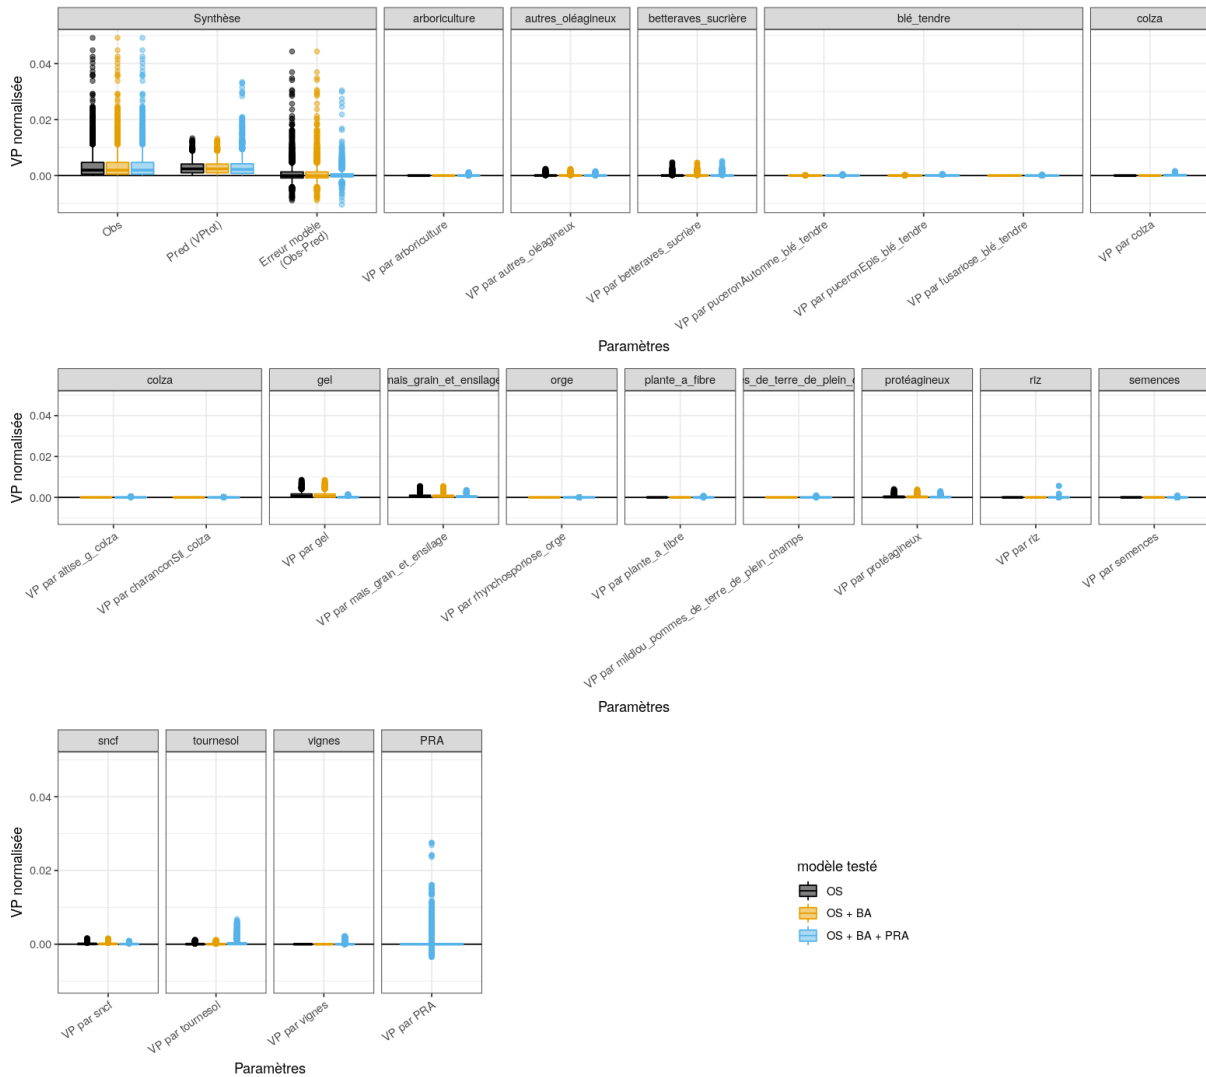 Synthèse
arboriculture
autres_oléagineux
betteraves_sucrière
blé_tendre
colza
VP normalisée
0.04
0.02
0.00
Obs
Pred (VPtot)
Erreur modèle
(Obs-Pred)
VP par arboriculture
VP par autres_oléagineux
VP par betteraves_sucrière
VP par puceronAutomne_blé_tendre
VP par puceronEpis_blé_tendre
VP par fusariose_blé_tendre
VP par colza
Paramètres
colza
gel
mais_grain_et_ensilage
orge
plante_a_fibre
s_de_terre_de_plein_c
protéagineux
riz
semences
VP normalisée
0.04
0.02
0.00
VP par altise_g_colza
VP par charanconSil_colza
VP par gel
VP par mais_grain_et_ensilage
VP par rhynchosporiose_orge
VP par plante_a_fibre
VP par mildiou_pommes_de_terre_de_plein_champs
VP par protéagineux
VP par riz
VP par semences
Paramètres
sncf
tournesol
vignes
PRA
VP normalisée
0.04
0.02
0.00
VP par sncf
VP par tournesol
VP par vignes
VP par PRA
Paramètres
modèle testé
OS
OS + BA
OS + BA + PRA